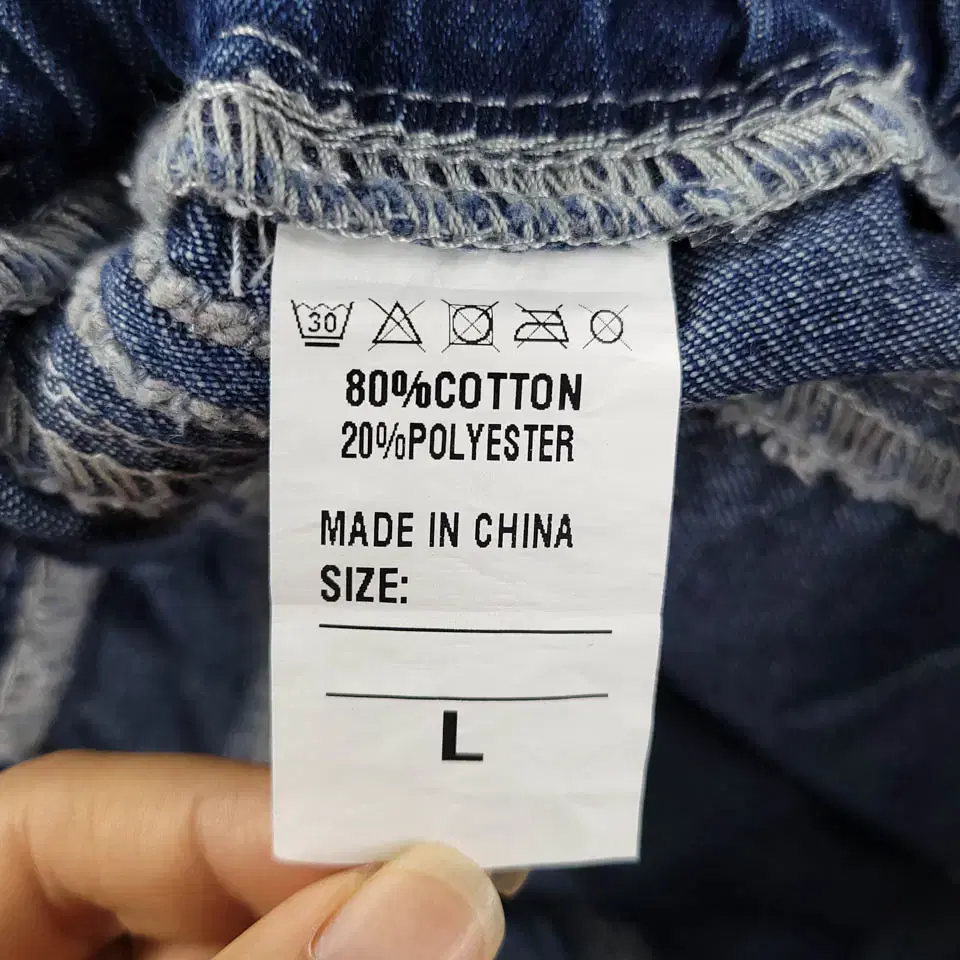 30
80%COTTON
20%POLYESTER
MADE IN CHINA
SIZE:
L